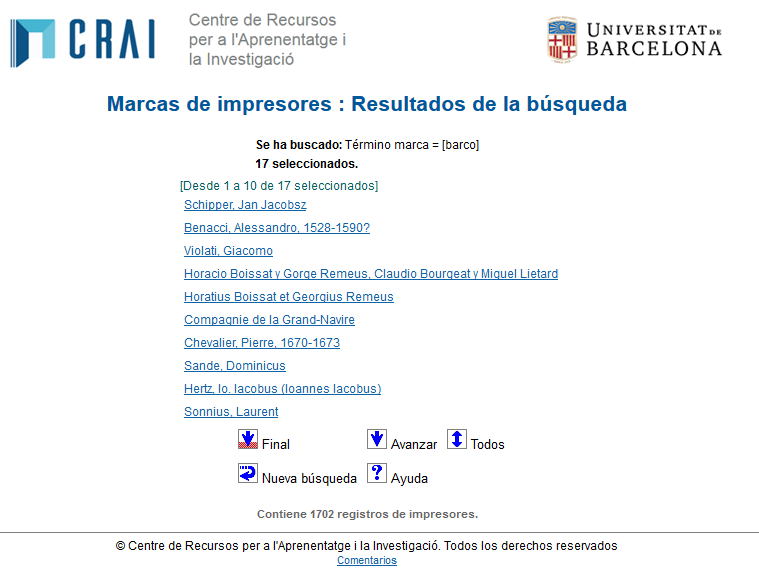 CRAI
Centre de Recursos
per a l'Aprenentatge i
la Investigació
UNIVERSITAT DE
BARCELONA
Marcas de impresores : Resultados de la búsqueda
Se ha buscado: Término marca = [barco]
17 seleccionados.
[Desde 1 a 10 de 17 seleccionados]
Schipper, Jan Jacobsz
Benacci, Alessandro, 1528-1590?
Violati, Giacomo
Horacio Boissat y Gorge Remeus, Claudio Bourgeat y Miguel Lietard
Horatius Boissat et Georgius Remeus
Compagnie de la Grand-Navire
Chevalier, Pierre, 1670-1673
Sande, Dominicus
Hertz, Io. Iacobus (Ioannes Iacobus)
Sonnius, Laurent
Final Avanzar Todos
Nueva búsqueda ? Ayuda
Contiene 1702 registros de impresores.
© Centre de Recursos per a l'Aprenentatge i la Investigació. Todos los derechos reservados
Comentarios